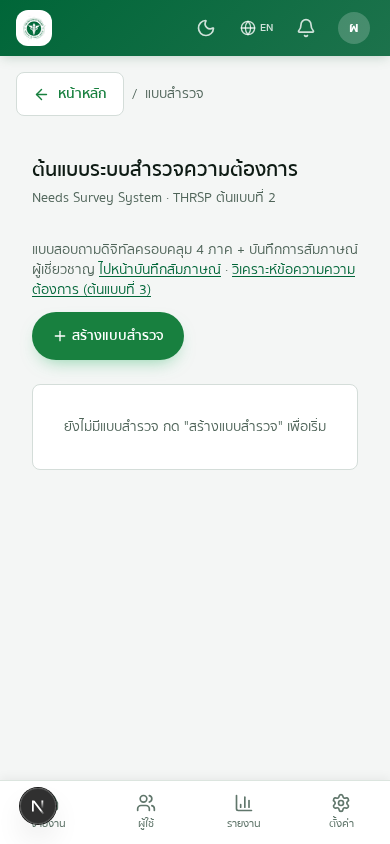 EN
ผ
หน้าหลัก / แบบสำรวจ
ต้นแบบระบบสำรวจความต้องการ
Needs Survey System · THRSP ต้นแบบที่ 2
แบบสอบถามดิจิทัลครอบคลุม 4 ภาค + บันทึกการสัมภาษณ์
ผู้เชี่ยวชาญ ไปหน้าบันทึกสัมภาษณ์ · วิเคราะห์ข้อความความ
ต้องการ (ต้นแบบที่ 3)
+ สร้างแบบสำรวจ
ยังไม่มีแบบสำรวจ กด "สร้างแบบสำรวจ" เพื่อเริ่ม
N
ผู้ใช้
รายงาน
ตั้งค่า